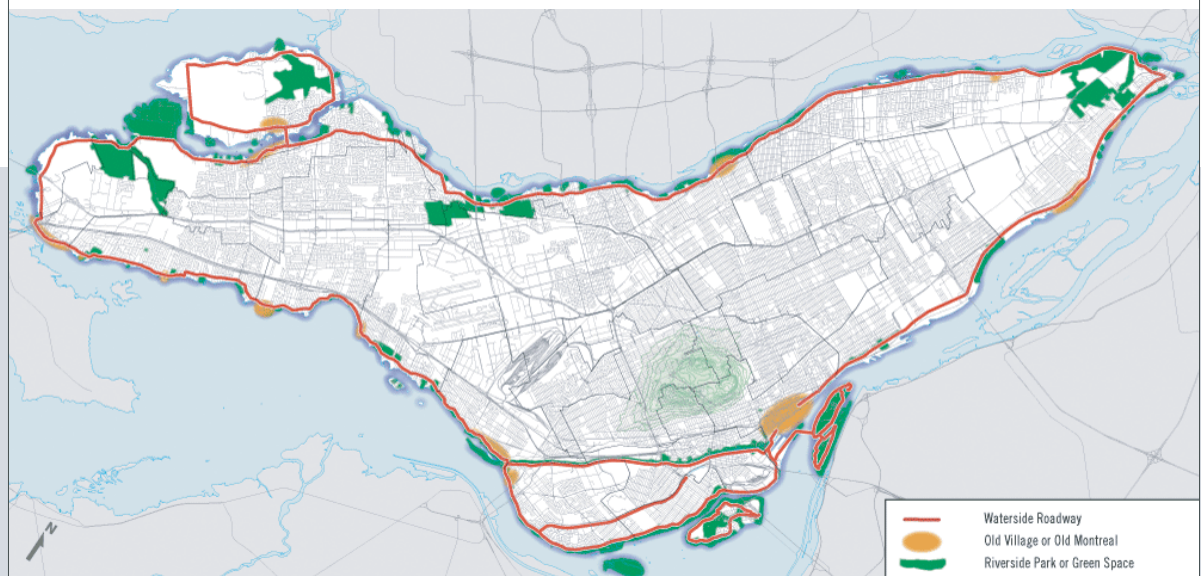 N
Waterside Roadway
Old Village or Old Montreal
Riverside Park or Green Space